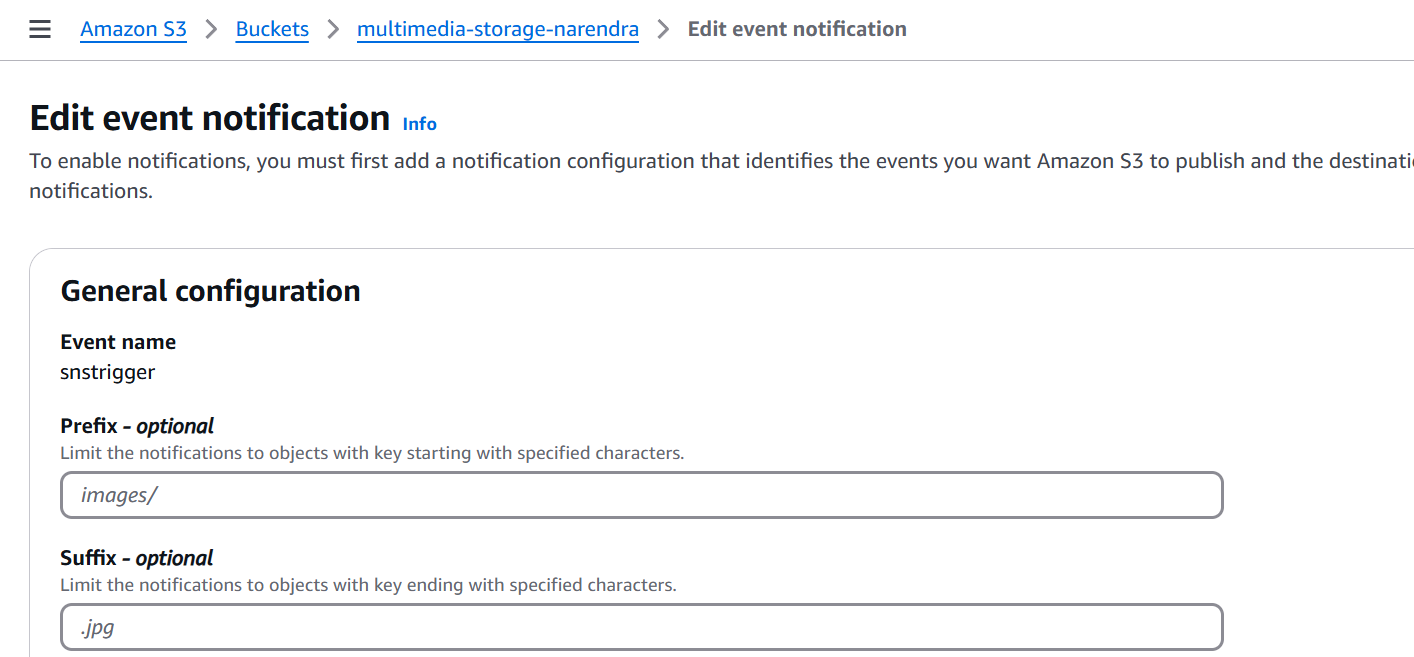 Amazon S3 > Buckets > multimedia-storage-narendra > Edit event notification
Edit event notification Info
To enable notifications, you must first add a notification configuration that identifies the events you want Amazon S3 to publish and the
notifications.
General configuration
Event name
snstrigger
Prefix - optional
Limit the notifications to objects with key starting with specified characters.
images/
Suffix - optional
Limit the notifications to objects with key ending with specified characters.
.jpg